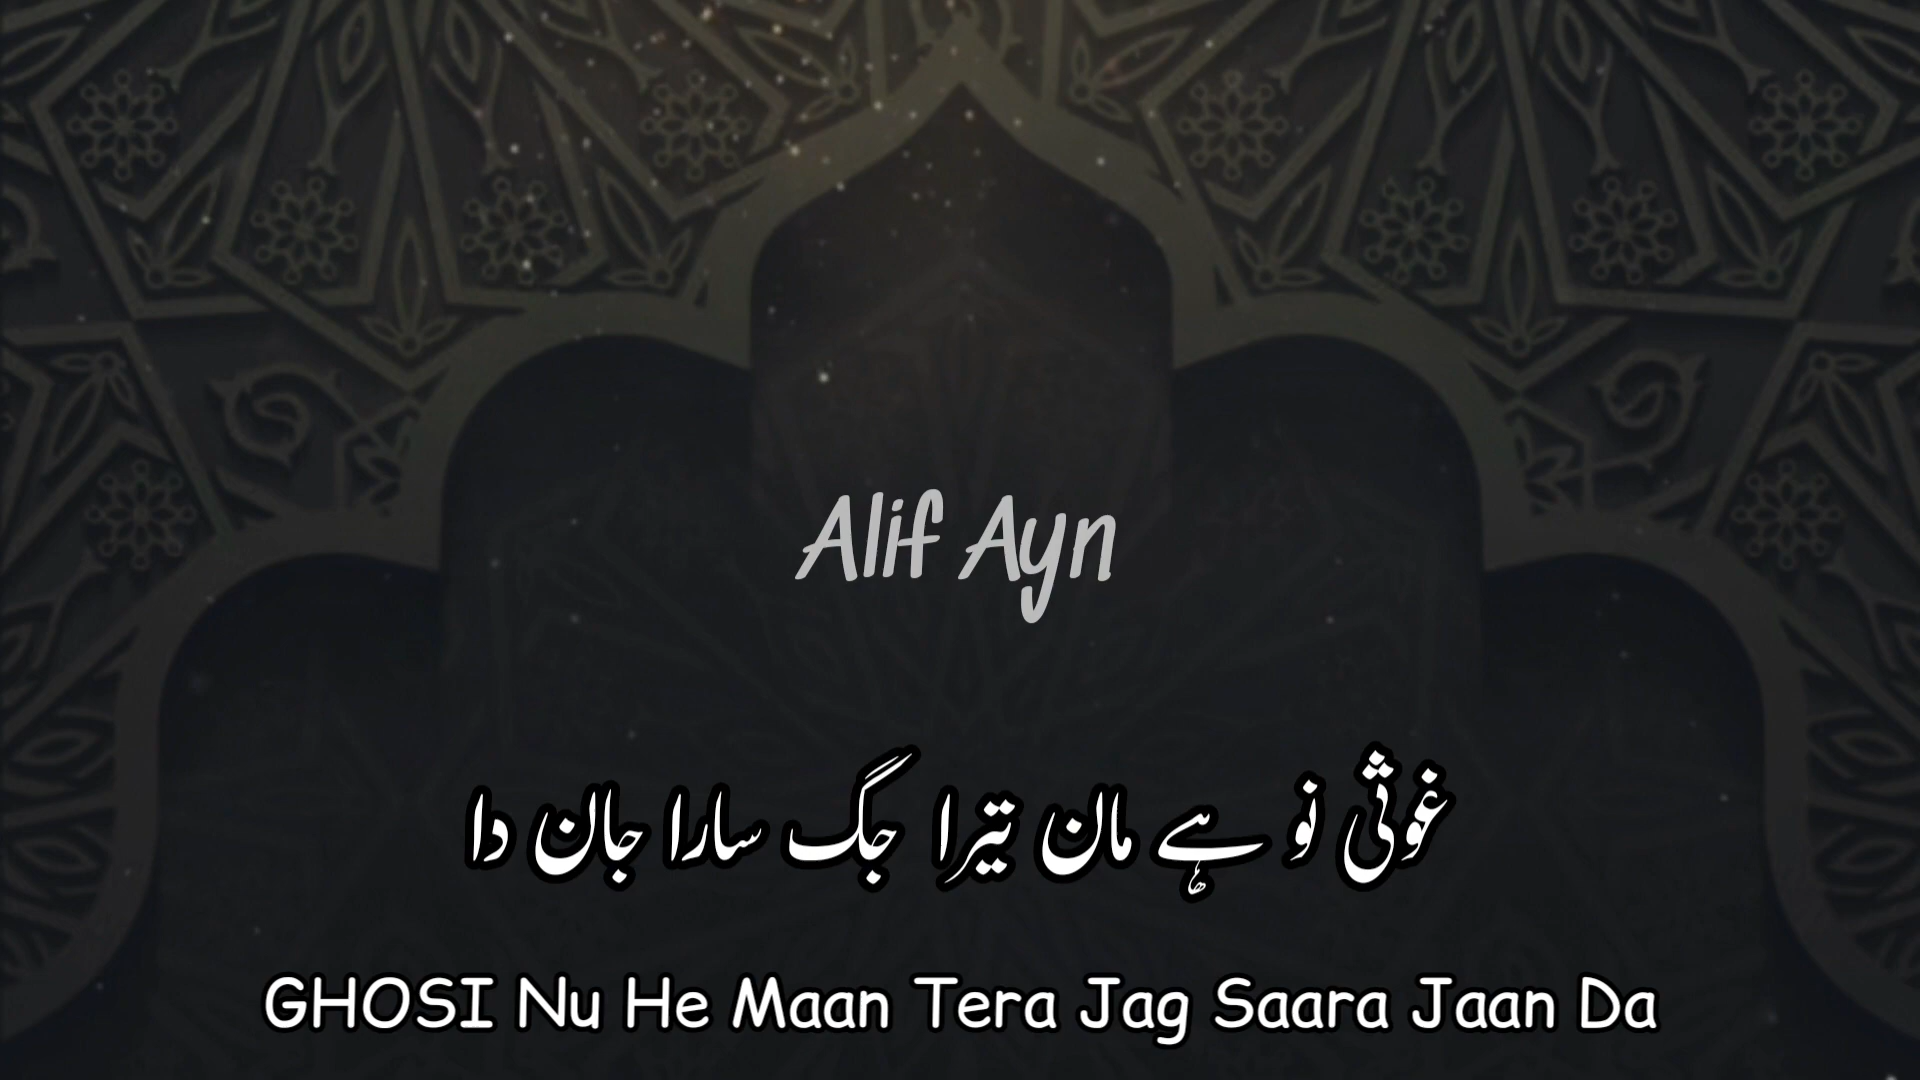 Alif Ayn
غوثی نو ہے مان تیرا جگ سارا جان دا
GHOSI Nu He Maan Tera Jag Saara Jaan Da